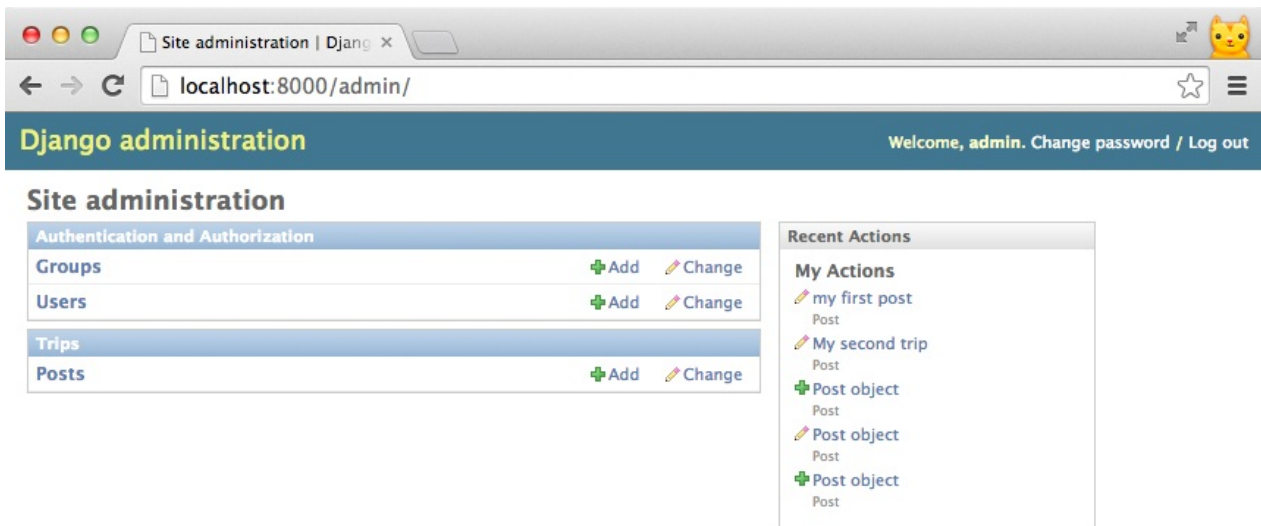 Site administration | Djang
localhost:8000/admin/
Django administration
Welcome, admin. Change password / Log out
Site administration
Authentication and Authorization
Groups Add Change
Users Add Change
Trips
Posts Add Change
Recent Actions
My Actions
my first post
Post
My second trip
Post
Post object
Post
Post object
Post
Post object
Post